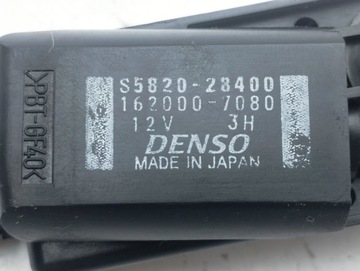 >PBT-GF40<
S5820-28400
162000-7080
12V 3H
DENSO
MADE IN JAPAN